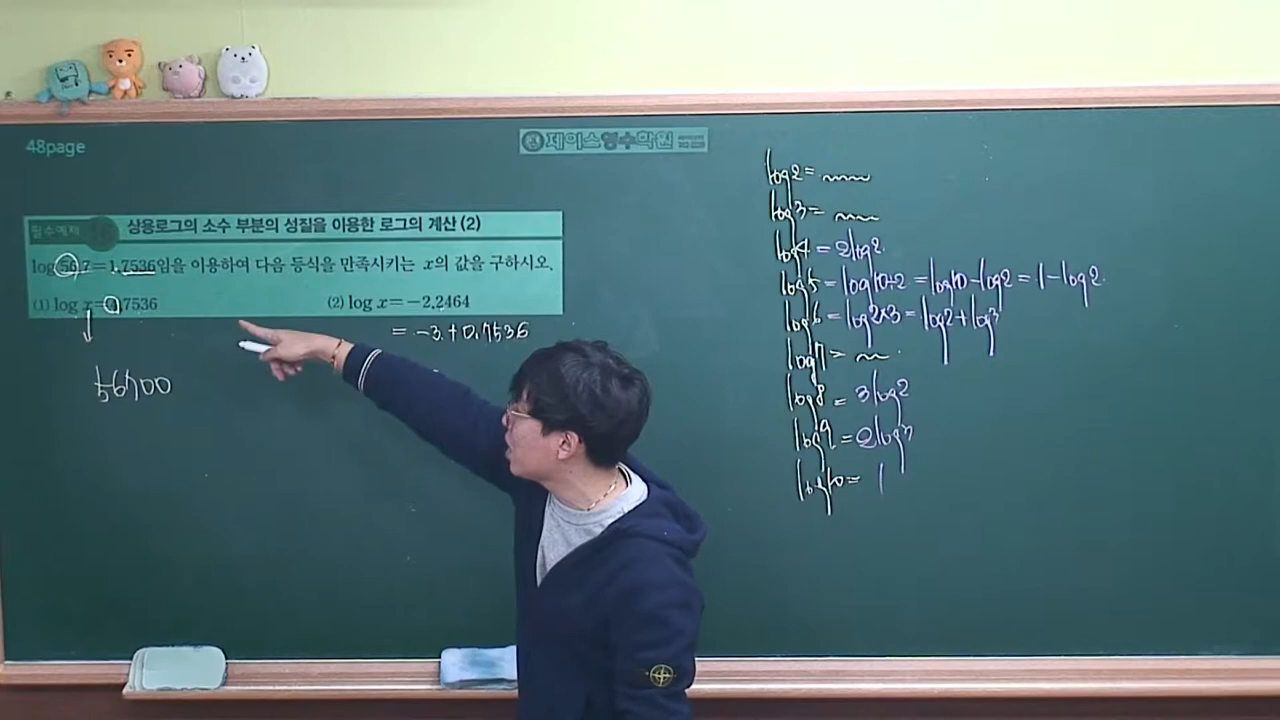 48page
제이스영수학원
필수예제 상용로그의 소수 부분의 성질을 이용한 로그의 계산 (2)
log 56.7=1.7536임을 이용하여 다음 등식을 만족시키는 x의 값을 구하시오.
(1) log x=4.7536 (2) log x=-2.2464
= -3.+0.7536
56700
log2=
log3=
log4 = 2log2.
log5 = log10÷2 = log10-log2 = 1-log2.
log6 = log2×3 = log2+log3
log7 =
log8 = 3log2
log9 = 2log3
log10 = 1